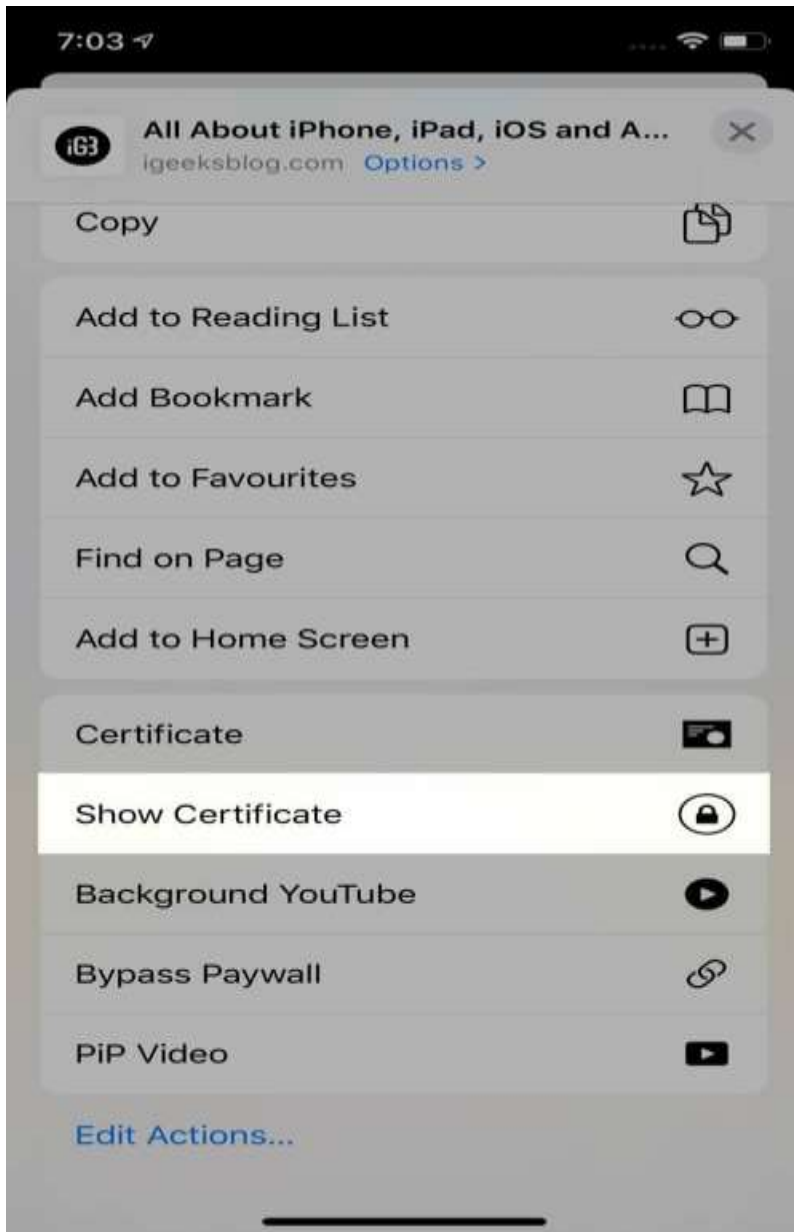 7:03
iG3
All About iPhone, iPad, iOS and A...
igeeksblog.com Options >
Copy
Add to Reading List
Add Bookmark
Add to Favourites
Find on Page
Add to Home Screen
Certificate
Show Certificate
Background YouTube
Bypass Paywall
PiP Video
Edit Actions...